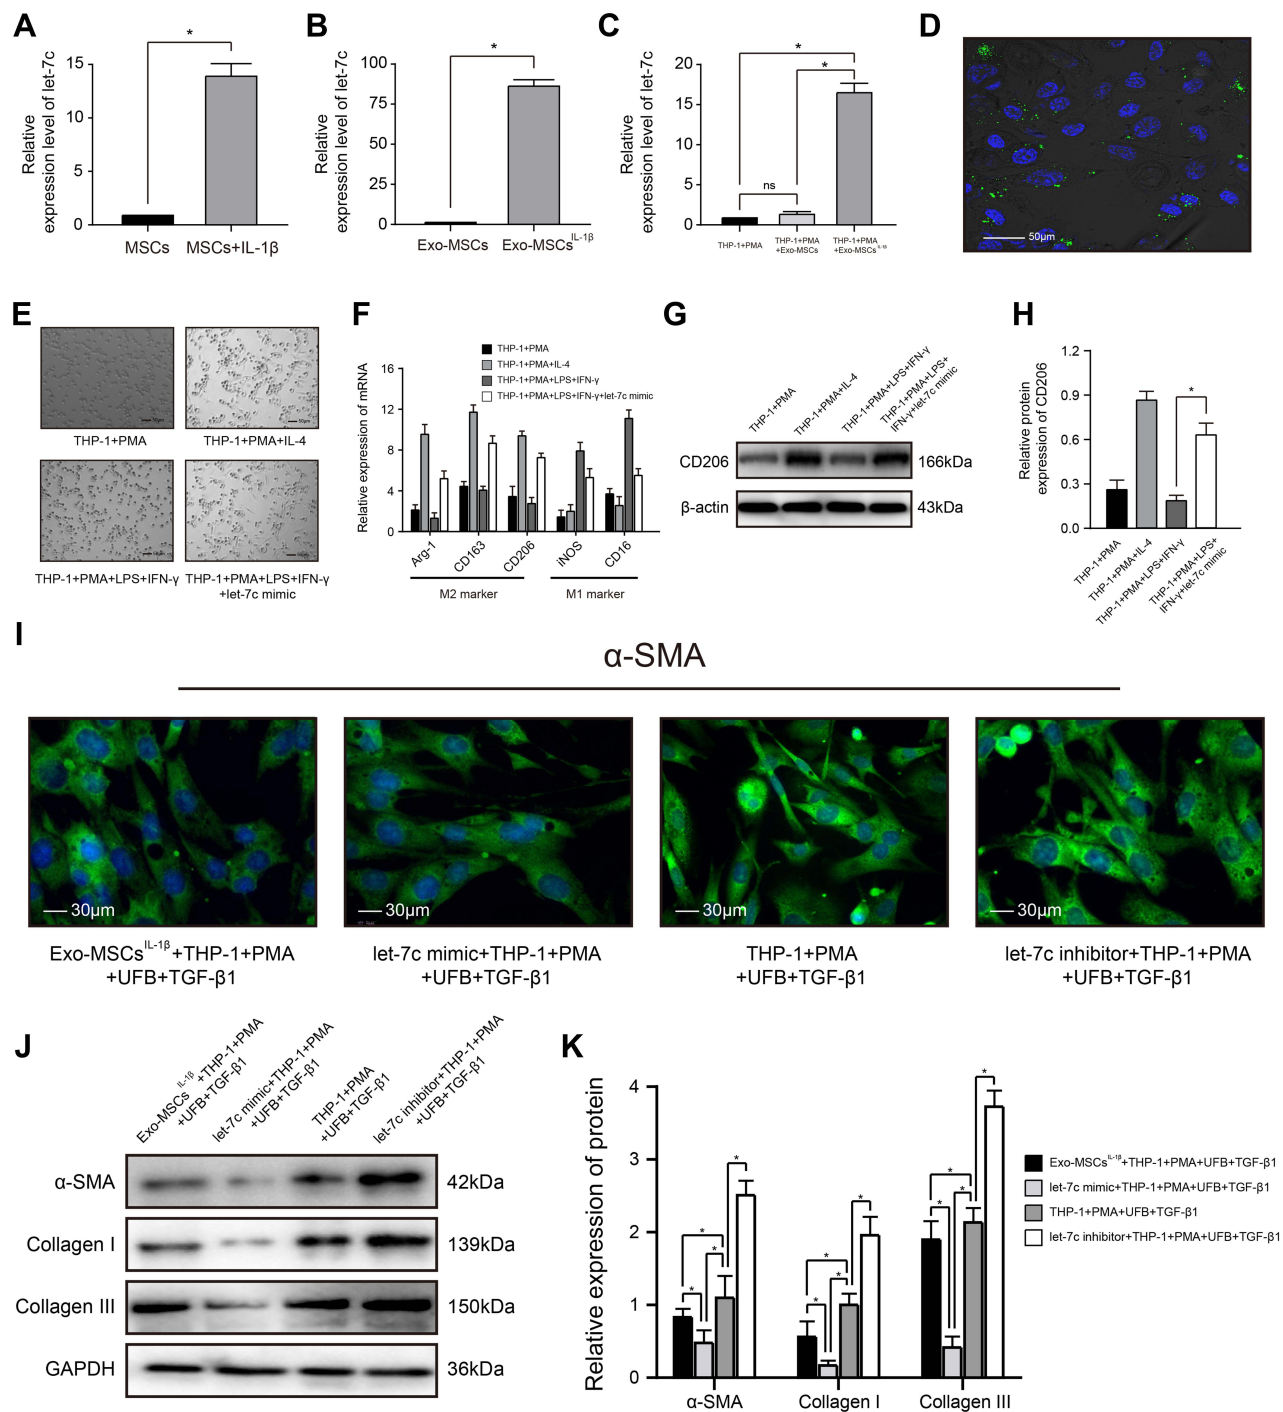 A
Relative
expression level of let-7c
15
10
5
0
*
MSCs
MSCs+IL-1β
B
Relative
expression level of let-7c
100
75
50
25
0
*
Exo-MSCs
Exo-MSCs IL-1β
C
Relative
expression level of let-7c
20
15
10
5
0
*
*
ns
THP-1+PMA
THP-1+PMA
+Exo-MSCs
THP-1+PMA
+Exo-MSCs IL-1β
D
50μm
E
THP-1+PMA
THP-1+PMA+IL-4
THP-1+PMA+LPS+IFN-γ
THP-1+PMA+LPS+IFN-γ
+let-7c mimic
F
THP-1+PMA
THP-1+PMA+IL-4
THP-1+PMA+LPS+IFN-γ
THP-1+PMA+LPS+IFN-γ+let-7c mimic
Relative expression of mRNA
16
12
8
4
0
Arg-1
CD163
CD206
iNOS
CD16
M2 marker
M1 marker
G
THP-1+PMA
THP-1+PMA+IL-4
THP-1+PMA+LPS+IFN-γ
THP-1+PMA+LPS+
IFN-γ+let-7c mimic
CD206
166kDa
β-actin
43kDa
H
Relative protein
expression of CD206
1.2
0.9
0.6
0.3
0.0
*
THP-1+PMA
THP-1+PMA+IL-4
THP-1+PMA+LPS+IFN-γ
THP-1+PMA+LPS+
IFN-γ+let-7c mimic
I
α-SMA
30μm
30μm
30μm
30μm
Exo-MSCs IL-1β +THP-1+PMA
+UFB+TGF-β1
let-7c mimic+THP-1+PMA
+UFB+TGF-β1
THP-1+PMA
+UFB+TGF-β1
let-7c inhibitor+THP-1+PMA
+UFB+TGF-β1
J
Exo-MSCs IL-1β +THP-1+PMA
+UFB+TGF-β1
let-7c mimic+THP-1+PMA
+UFB+TGF-β1
THP-1+PMA
+UFB+TGF-β1
let-7c inhibitor+THP-1+PMA
+UFB+TGF-β1
α-SMA
42kDa
Collagen I
139kDa
Collagen III
150kDa
GAPDH
36kDa
K
Relative expression of protein
4
3
2
1
0
*
*
*
*
*
*
*
*
*
*
*
*
α-SMA
Collagen I
Collagen III
Exo-MSCs IL-1β +THP-1+PMA+UFB+TGF-β1
let-7c mimic+THP-1+PMA+UFB+TGF-β1
THP-1+PMA+UFB+TGF-β1
let-7c inhibitor+THP-1+PMA+UFB+TGF-β1